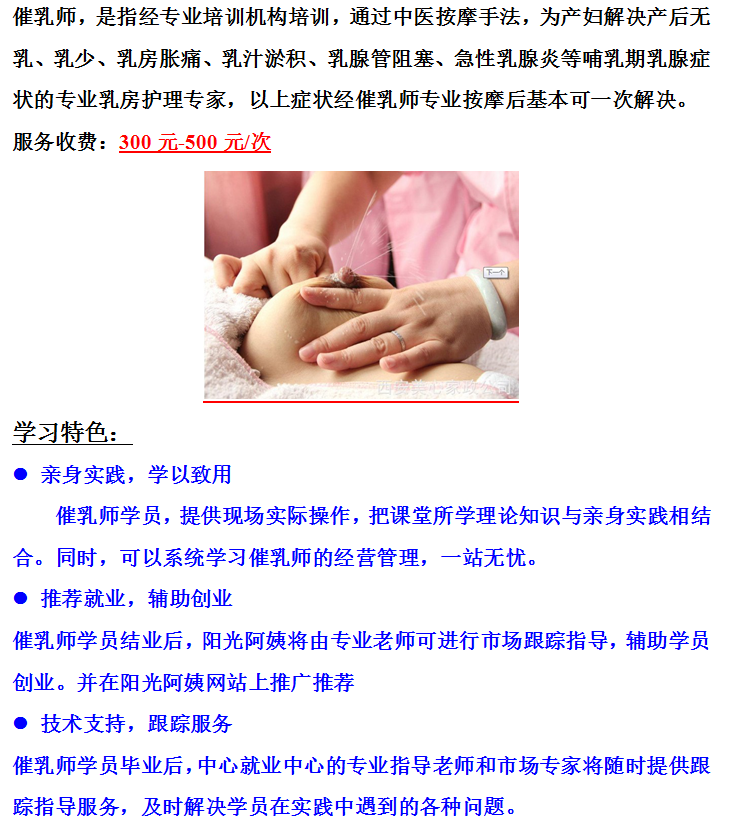 催乳师，是指经专业培训机构培训，通过中医按摩手法，为产妇解决产后无
乳、乳少、乳房胀痛、乳汁淤积、乳腺管阻塞、急性乳腺炎等哺乳期乳腺症
状的专业乳房护理专家，以上症状经催乳师专业按摩后基本可一次解决。
服务收费：300 元-500 元/次
下一个
学习特色：
● 亲身实践，学以致用
催乳师学员，提供现场实际操作，把课堂所学理论知识与亲身实践相结
合。同时，可以系统学习催乳师的经营管理，一站无忧。
● 推荐就业，辅助创业
催乳师学员结业后，阳光阿姨将由专业老师可进行市场跟踪指导，辅助学员
创业。并在阳光阿姨网站上推广推荐
● 技术支持，跟踪服务
催乳师学员毕业后，中心就业中心的专业指导老师和市场专家将随时提供跟
踪指导服务，及时解决学员在实践中遇到的各种问题。